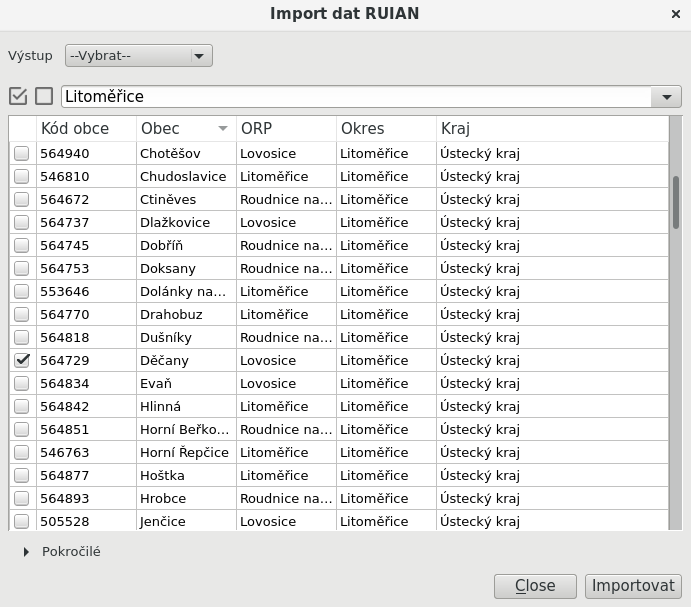 Import dat RUIAN
Výstup --Vybrat--
Litoměřice
Kód obce Obec ORP Okres Kraj
564940 Chotěšov Lovosice Litoměřice Ústecký kraj
546810 Chudoslavice Litoměřice Litoměřice Ústecký kraj
564672 Ctiněves Roudnice na... Litoměřice Ústecký kraj
564737 Dlažkovice Lovosice Litoměřice Ústecký kraj
564745 Dobříň Roudnice na... Litoměřice Ústecký kraj
564753 Doksany Roudnice na... Litoměřice Ústecký kraj
553646 Dolánky na... Litoměřice Litoměřice Ústecký kraj
564770 Drahobuz Litoměřice Litoměřice Ústecký kraj
564818 Dušníky Roudnice na... Litoměřice Ústecký kraj
564729 Děčany Lovosice Litoměřice Ústecký kraj
564834 Evaň Lovosice Litoměřice Ústecký kraj
564842 Hlinná Litoměřice Litoměřice Ústecký kraj
564851 Horní Beřko... Roudnice na... Litoměřice Ústecký kraj
546763 Horní Řepčice Litoměřice Litoměřice Ústecký kraj
564877 Hoštka Litoměřice Litoměřice Ústecký kraj
564893 Hrobce Roudnice na... Litoměřice Ústecký kraj
505528 Jenčice Lovosice Litoměřice Ústecký kraj
Pokročilé
Close Importovat